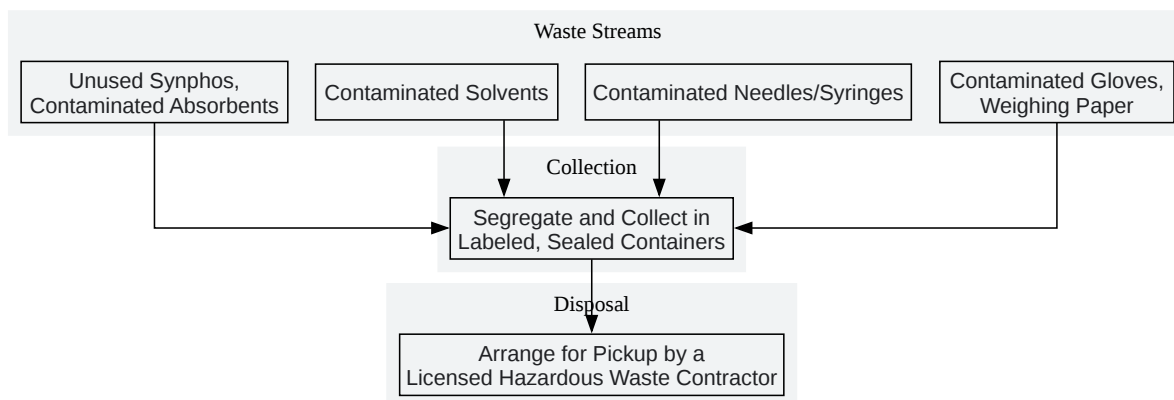 Waste Streams
Unused Synphos,
Contaminated Absorbents
Contaminated Solvents
Contaminated Needles/Syringes
Contaminated Gloves,
Weighing Paper
Collection
Segregate and Collect in
Labeled, Sealed Containers
Disposal
Arrange for Pickup by a
Licensed Hazardous Waste Contractor